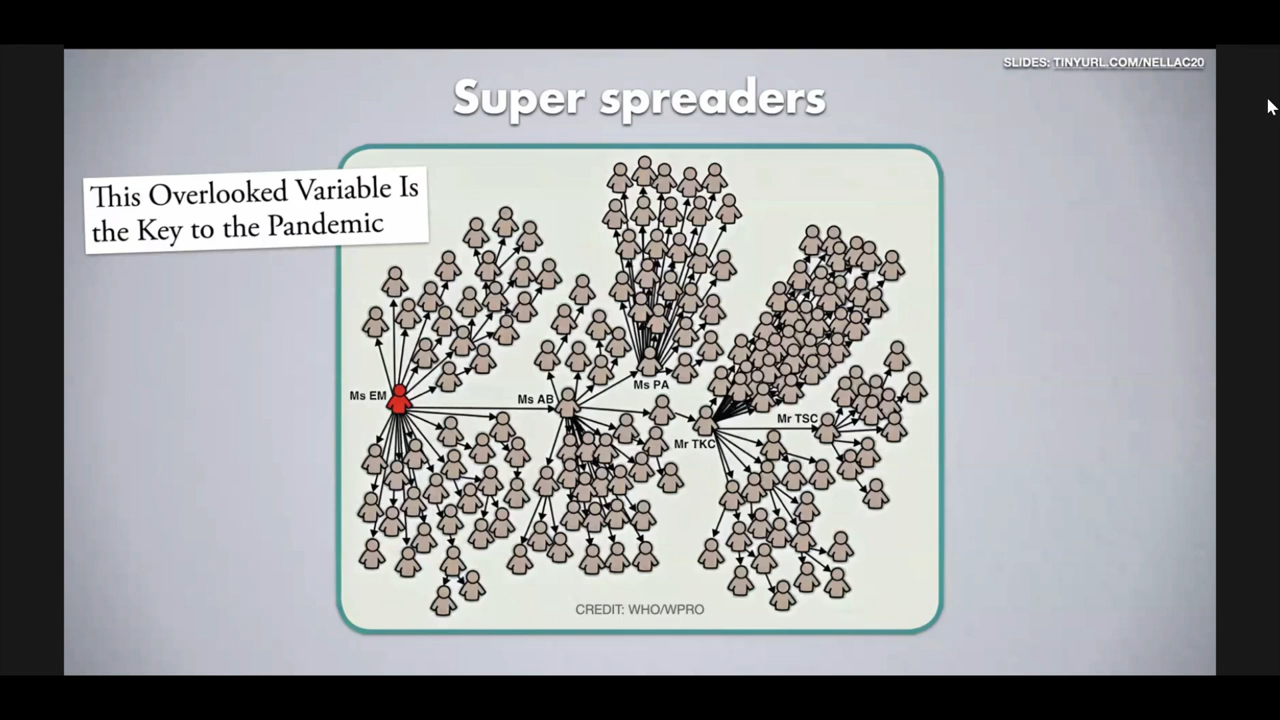 SLIDES: TINYURL.COM/NELLAC20
Super spreaders
This Overlooked Variable Is
the Key to the Pandemic
Ms PA
Ms EM
Ms AB
Mr TSC
Mr TKC
CREDIT: WHO/WPRO